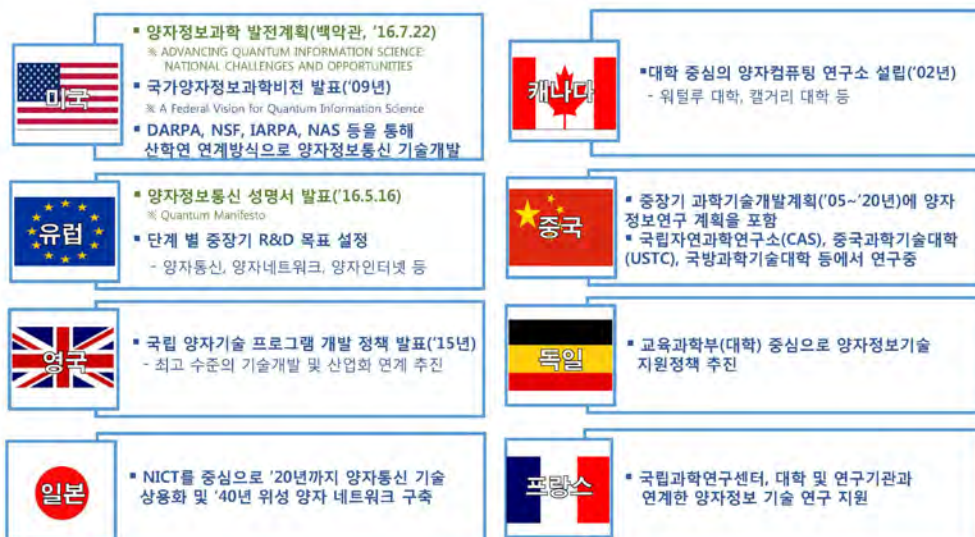 미국
▪ 양자정보과학 발전계획(백악관, '16.7.22)
※ ADVANCING QUANTUM INFORMATION SCIENCE:
NATIONAL CHALLENGES AND OPPORTUNITIES
▪ 국가양자정보과학비전 발표('09년)
※ A Federal Vision for Quantum Information Science
▪ DARPA, NSF, IARPA, NAS 등을 통해
산학연 연계방식으로 양자정보통신 기술개발
캐나다
▪대학 중심의 양자컴퓨팅 연구소 설립('02년)
- 워털루 대학, 캘거리 대학 등
유럽
▪ 양자정보통신 성명서 발표('16.5.16)
※ Quantum Manifesto
▪ 단계 별 중장기 R&D 목표 설정
- 양자통신, 양자네트워크, 양자인터넷 등
중국
▪ 중장기 과학기술개발계획('05~'20년)에 양자
정보연구 계획을 포함
▪ 국립자연과학연구소(CAS), 중국과학기술대학
(USTC), 국방과학기술대학 등에서 연구중
영국
▪ 국립 양자기술 프로그램 개발 정책 발표('15년)
- 최고 수준의 기술개발 및 산업화 연계 추진
독일
▪ 교육과학부(대학) 중심으로 양자정보기술
지원정책 추진
일본
▪ NICT를 중심으로 '20년까지 양자통신 기술
상용화 및 '40년 위성 양자 네트워크 구축
프랑스
▪ 국립과학연구센터, 대학 및 연구기관과
연계한 양자정보 기술 연구 지원